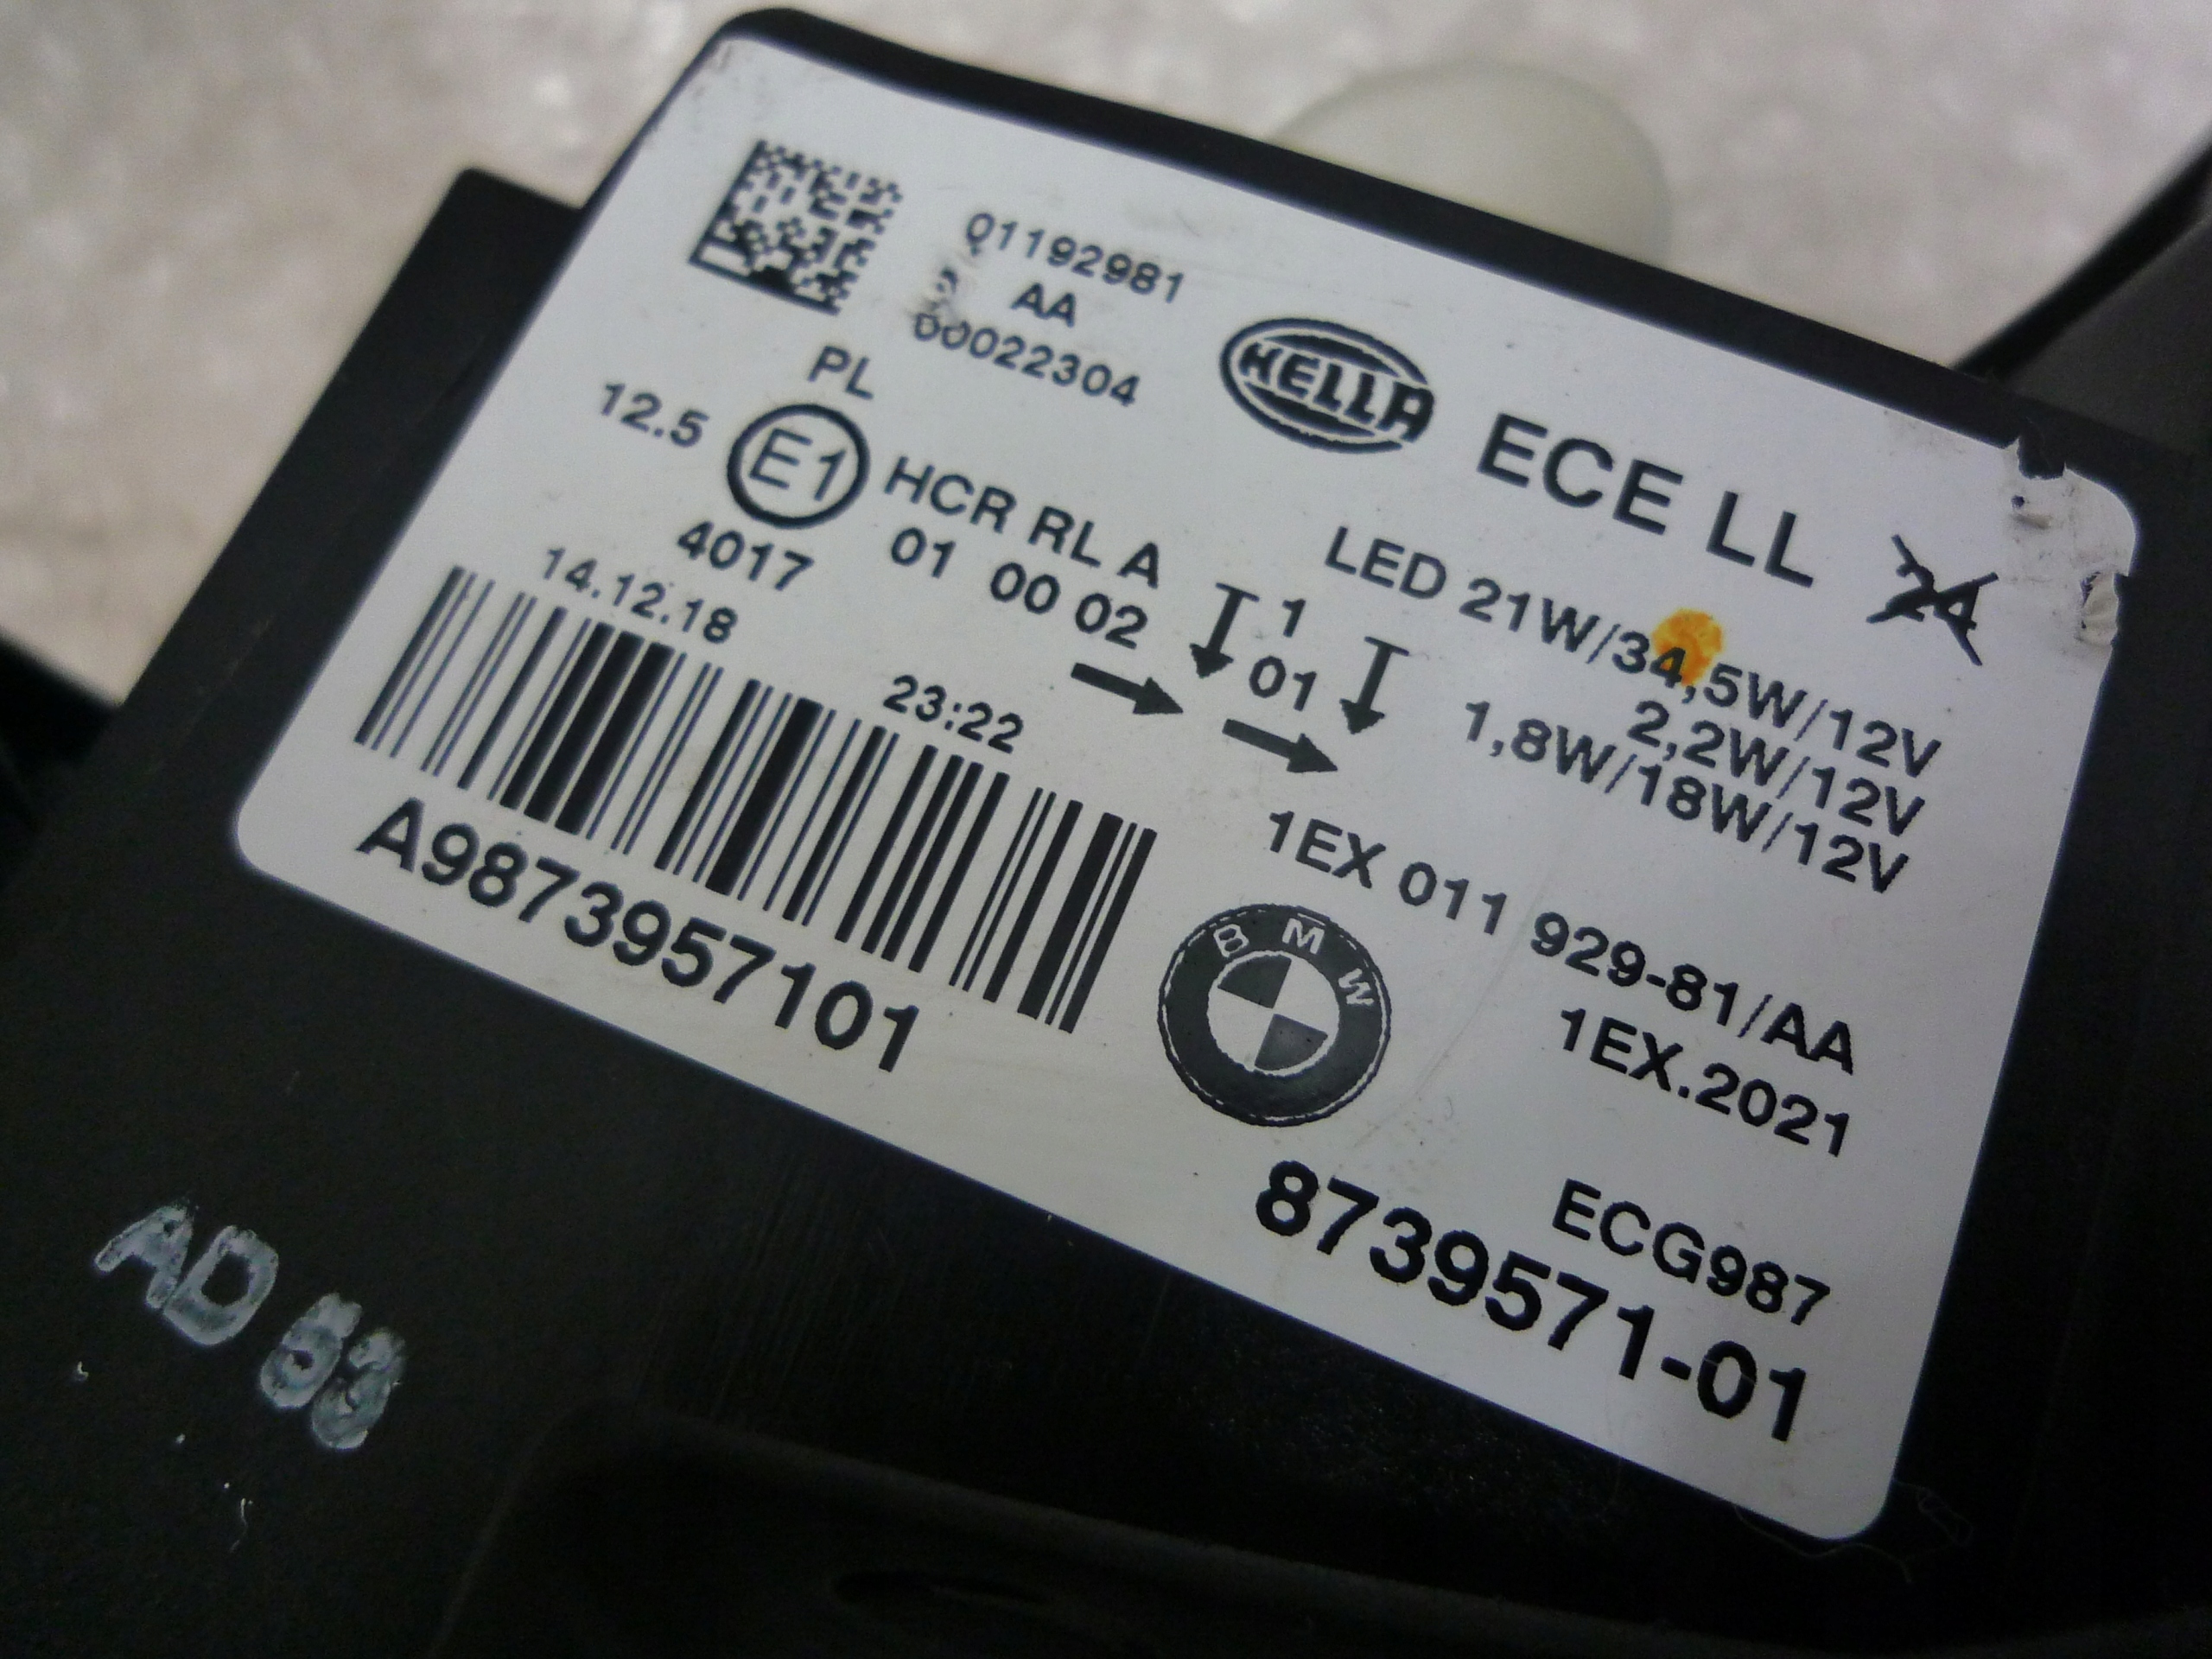 01192981
AA
00022304
HELLA
ECE LL
24
PL
12.5 E1 HCR RL A 1
4017 01 00 02 01
LED 21W/34,5W/12V
2,2W/12V
1,8W/18W/12V
14.12.18
23:22
A9873957101
1EX 011 929-81/AA
1EX.2021
BMW
ECG987
8739571-01
AD 53